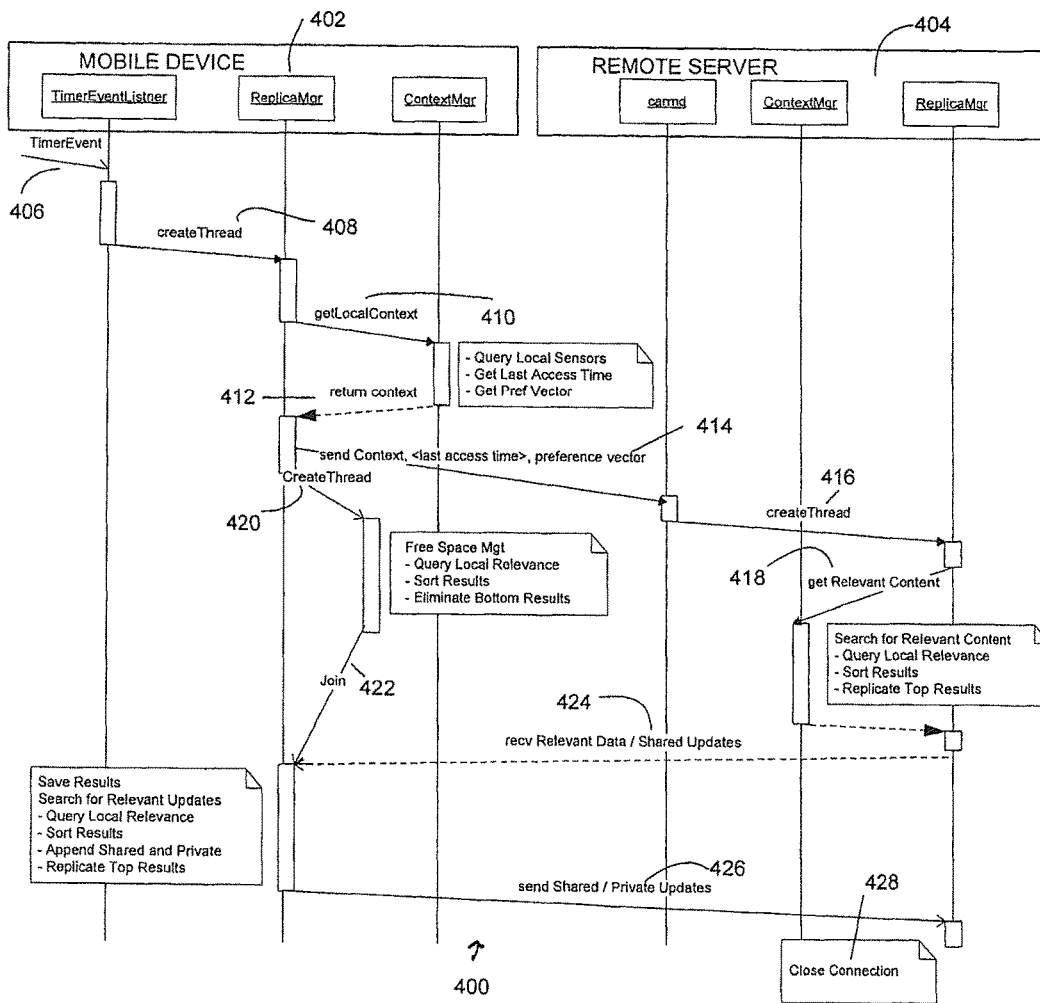 402
404
MOBILE DEVICE
REMOTE SERVER
TimerEventListner
ReplicaMgr
ContextMgr
carmd
ContextMgr
ReplicaMgr
TimerEvent
406
createThread
408
getLocalContext
410
- Query Local Sensors
- Get Last Access Time
- Get Pref Vector
412
return context
414
send Context, <last access time>, preference vector
CreateThread
420
416
createThread
Free Space Mgt
- Query Local Relevance
- Sort Results
- Eliminate Bottom Results
418
get Relevant Content
Search for Relevant Content
- Query Local Relevance
- Sort Results
- Replicate Top Results
Join
422
424
recv Relevant Data / Shared Updates
Save Results
Search for Relevant Updates
- Query Local Relevance
- Sort Results
- Append Shared and Private
- Replicate Top Results
426
send Shared / Private Updates
428
Close Connection
400